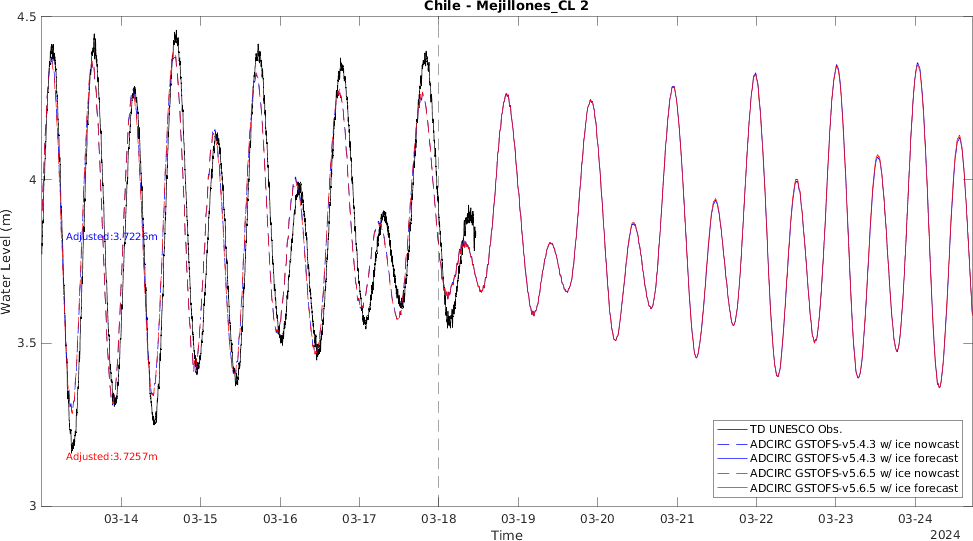 Chile - Mejillones_CL 2
4.5
4
3.5
3
Water Level (m)
Adjusted:3.7226m
Adjusted:3.7257m
TD UNESCO Obs.
ADCIRC GSTOFS-v5.4.3 w/ ice nowcast
ADCIRC GSTOFS-v5.4.3 w/ ice forecast
ADCIRC GSTOFS-v5.6.5 w/ ice nowcast
ADCIRC GSTOFS-v5.6.5 w/ ice forecast
03-14 03-15 03-16 03-17 03-18 03-19 03-20 03-21 03-22 03-23 03-24
Time
2024